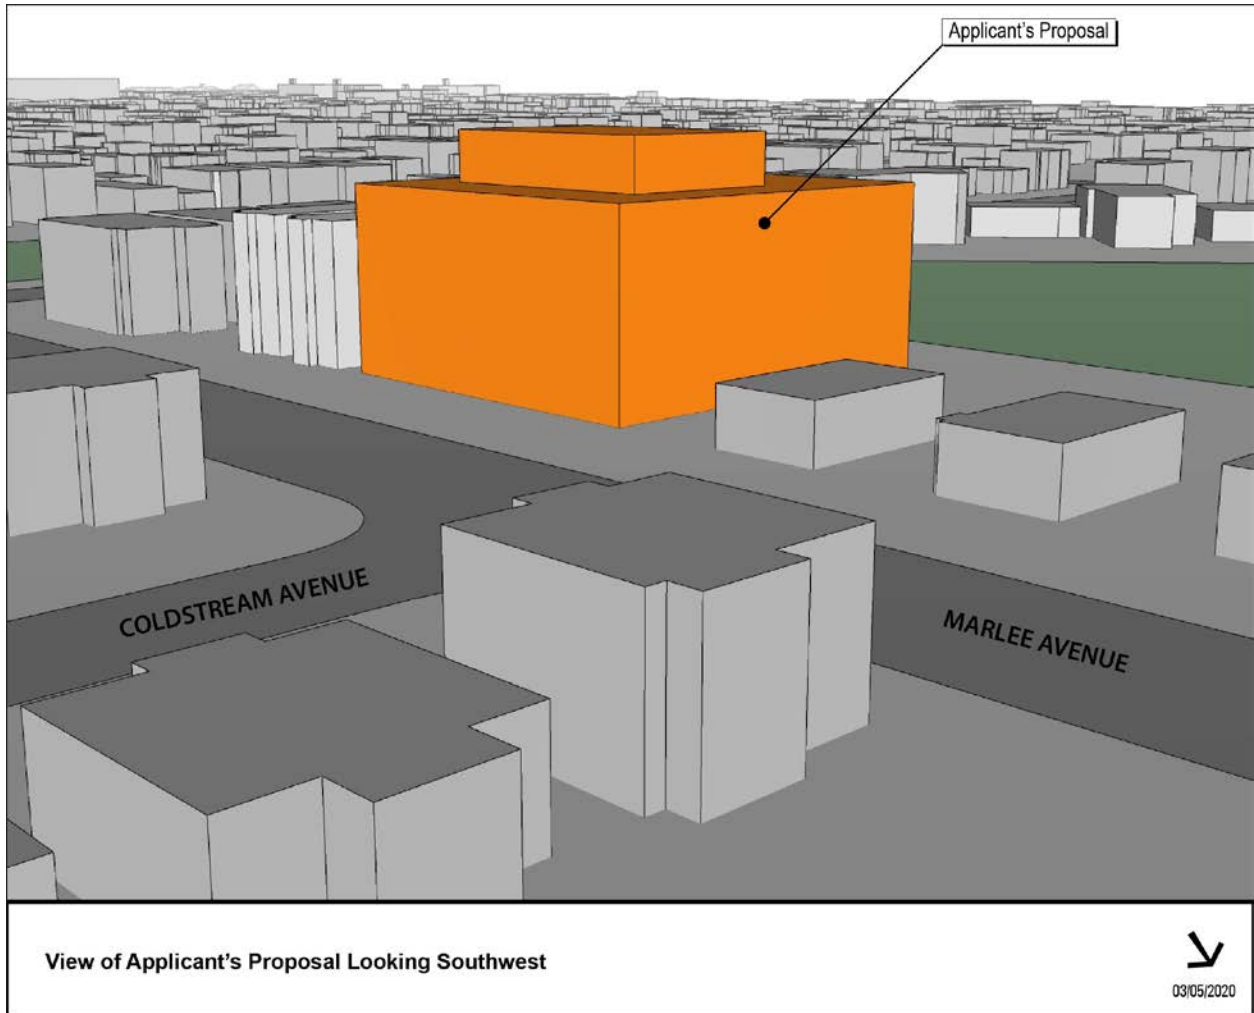 Applicant's Proposal
COLDSTREAM AVENUE
MARLEE AVENUE
View of Applicant's Proposal Looking Southwest
03/05/2020